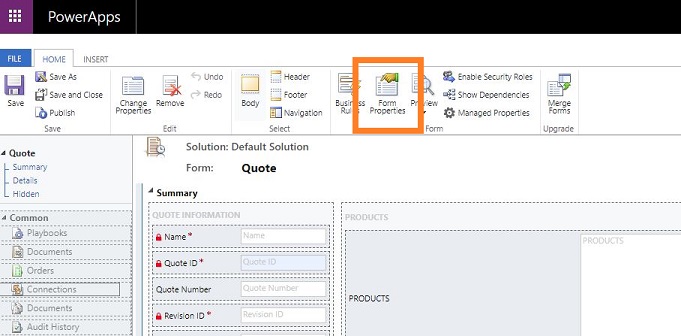 PowerApps
FILE HOME INSERT
Save
Save As
Save and Close
Publish
Save
Change Properties
Remove
Undo
Redo
Edit
Body
Header
Footer
Navigation
Select
Business Rules
Form Properties
Preview
Enable Security Roles
Show Dependencies
Managed Properties
Form
Merge Forms
Upgrade
Quote
Summary
Details
Hidden
Common
Playbooks
Documents
Orders
Connections
Documents
Audit History
Solution: Default Solution
Form: Quote
Summary
QUOTE INFORMATION
Name * Name
Quote ID * Quote ID
Quote Number Quote Number
Revision ID * Revision ID
PRODUCTS
PRODUCTS PRODUCTS